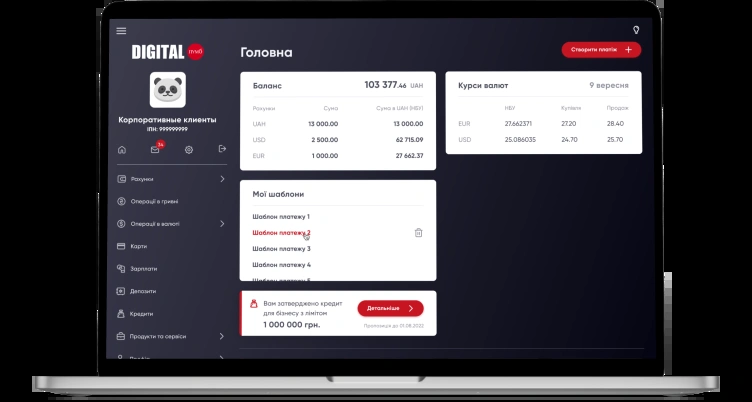 DIGITAL
ПУМБ
Корпоративные клиенты
ІПН: 999999999
34
Рахунки
Операції в гривні
Операції в валюті
Карти
Зарплати
Депозити
Кредити
Продукти та сервіси
Головна
Створити платіж +
Баланс 103 377.46 UAH
Рахунки Сума Сума в UAH (НБУ)
UAH 13 000.00 13 000.00
USD 2 500.00 62 715.09
EUR 1 000.00 27 662.37
Курси валют 9 вересня
НБУ Купівля Продаж
EUR 27.662371 27.20 28.40
USD 25.086035 24.70 25.70
Мої шаблони
Шаблон платежу 1
Шаблон платежу 2
Шаблон платежу 3
Шаблон платежу 4
Шаблон платежу 5
Вам затверджено кредит
для бізнесу з лімітом
1 000 000 грн.
Детальніше
Пропозиція до 01.08.2022